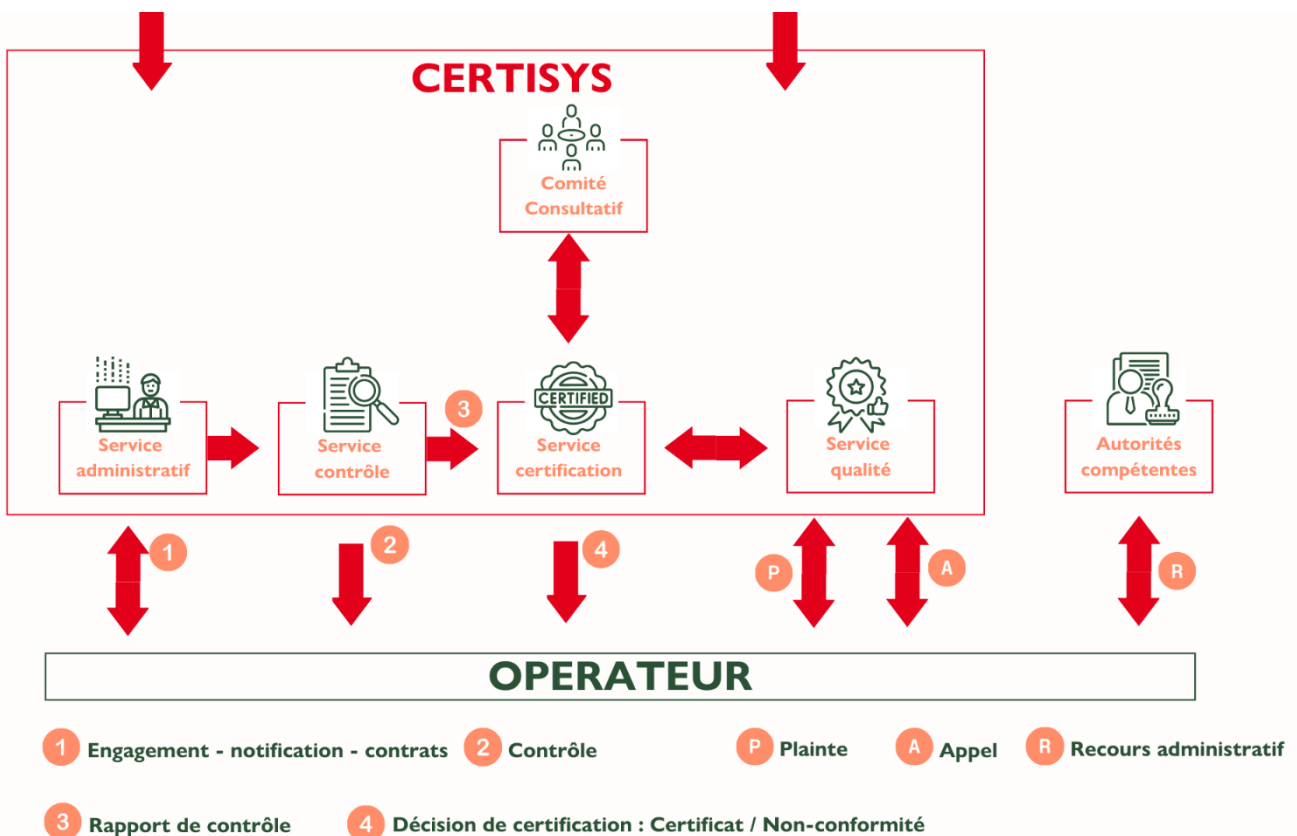 CERTISYS
Comité
Consultatif
CERTIFIED
Service
administratif
Service
contrôle
3
Service
certification
Service
qualité
Autorités
compétentes
1
2
4
P
A
R
OPERATEUR
1 Engagement - notification - contrats
2 Contrôle
P Plainte
A Appel
R Recours administratif
3 Rapport de contrôle
4 Décision de certification : Certificat / Non-conformité